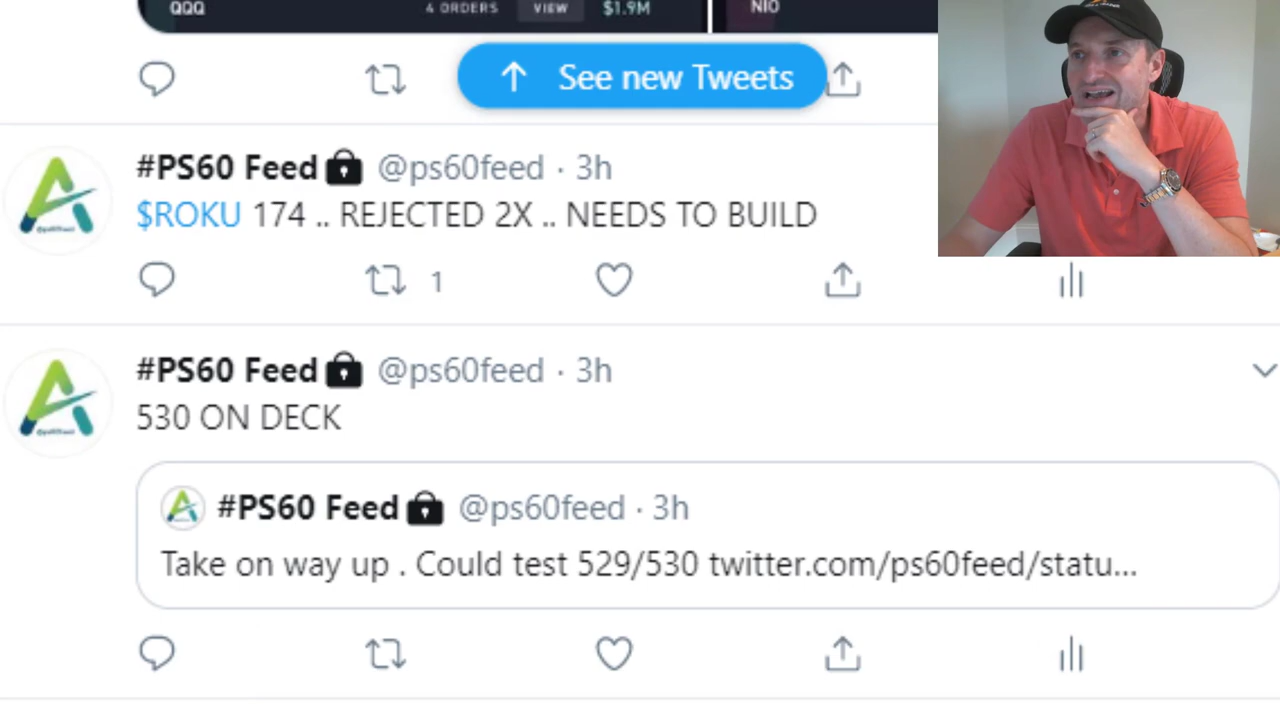 QQQ 4 ORDERS VIEW $1.9M NIO
See new Tweets
#PS60 Feed @ps60feed · 3h
$ROKU 174 .. REJECTED 2X .. NEEDS TO BUILD
1
#PS60 Feed @ps60feed · 3h
530 ON DECK
#PS60 Feed @ps60feed · 3h
Take on way up . Could test 529/530 twitter.com/ps60feed/statu...